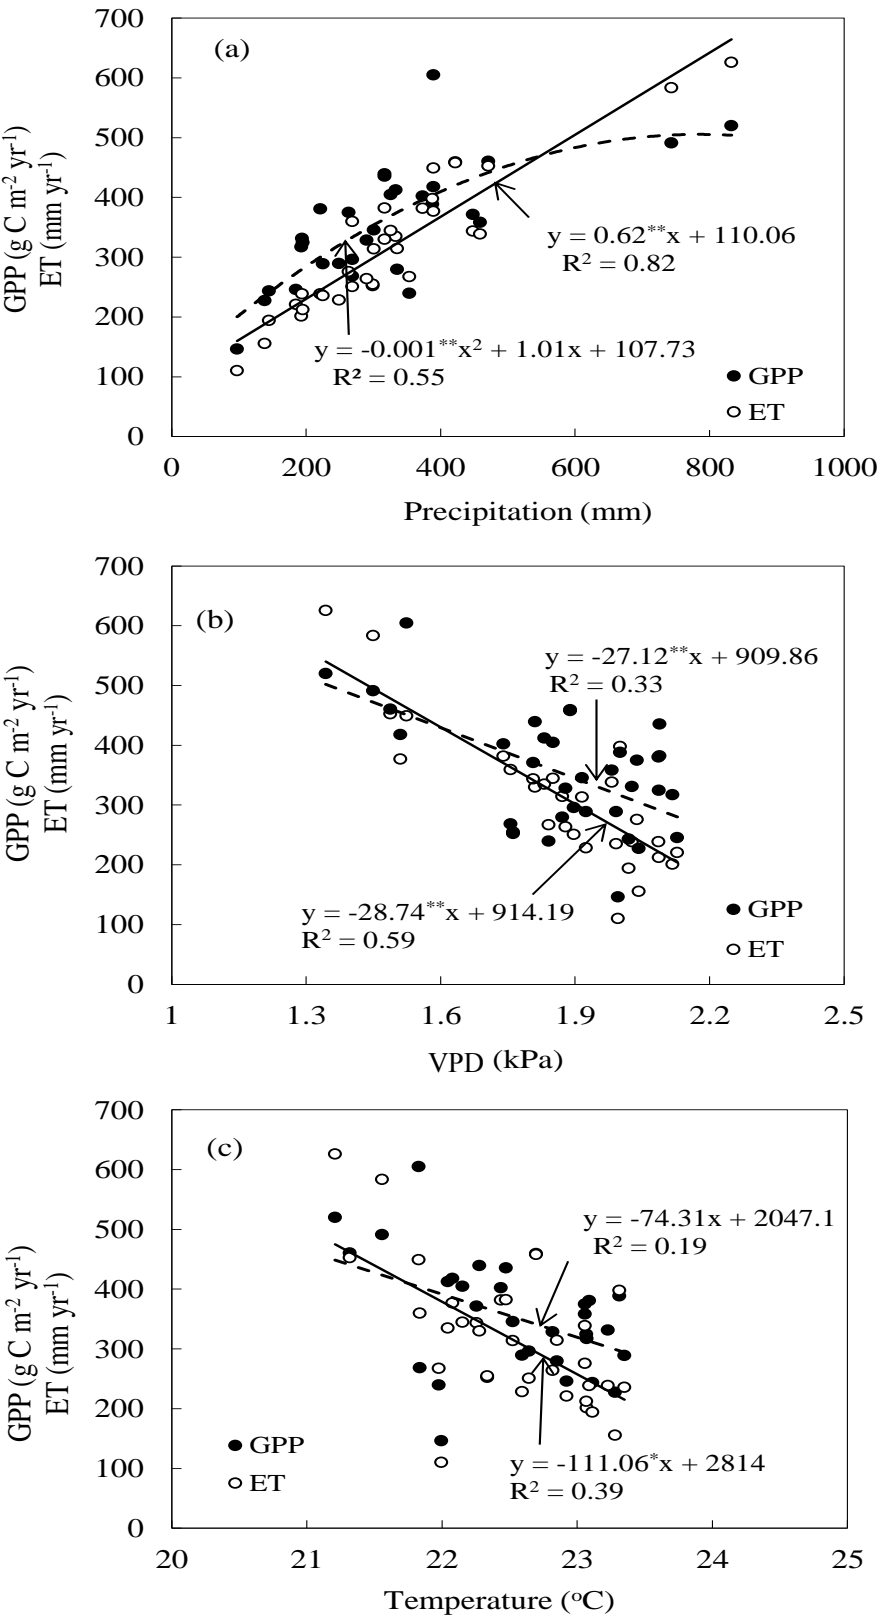 700
600
500
400
300
200
100
0
GPP (g C m⁻² yr⁻¹)
ET (mm yr⁻¹)
(a)
y = 0.62**x + 110.06
R² = 0.82
y = -0.001**x² + 1.01x + 107.73
R² = 0.55
GPP
ET
0 200 400 600 800 1000
Precipitation (mm)
700
600
500
400
300
200
100
0
GPP (g C m⁻² yr⁻¹)
ET (mm yr⁻¹)
(b)
y = -27.12**x + 909.86
R² = 0.33
y = -28.74**x + 914.19
R² = 0.59
GPP
ET
1 1.3 1.6 1.9 2.2 2.5
VPD (kPa)
700
600
500
400
300
200
100
0
GPP (g C m⁻² yr⁻¹)
ET (mm yr⁻¹)
(c)
y = -74.31x + 2047.1
R² = 0.19
GPP
ET
y = -111.06*x + 2814
R² = 0.39
20 21 22 23 24 25
Temperature (°C)